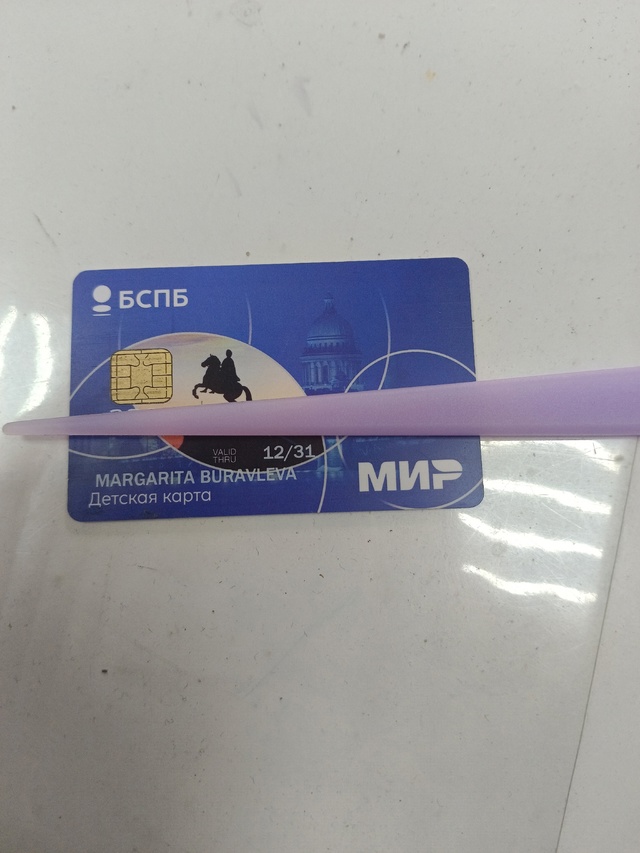 БСПБ
VALID
THRU
12/31
MARGARITA BURAVLEVA
Детская карта
МИР